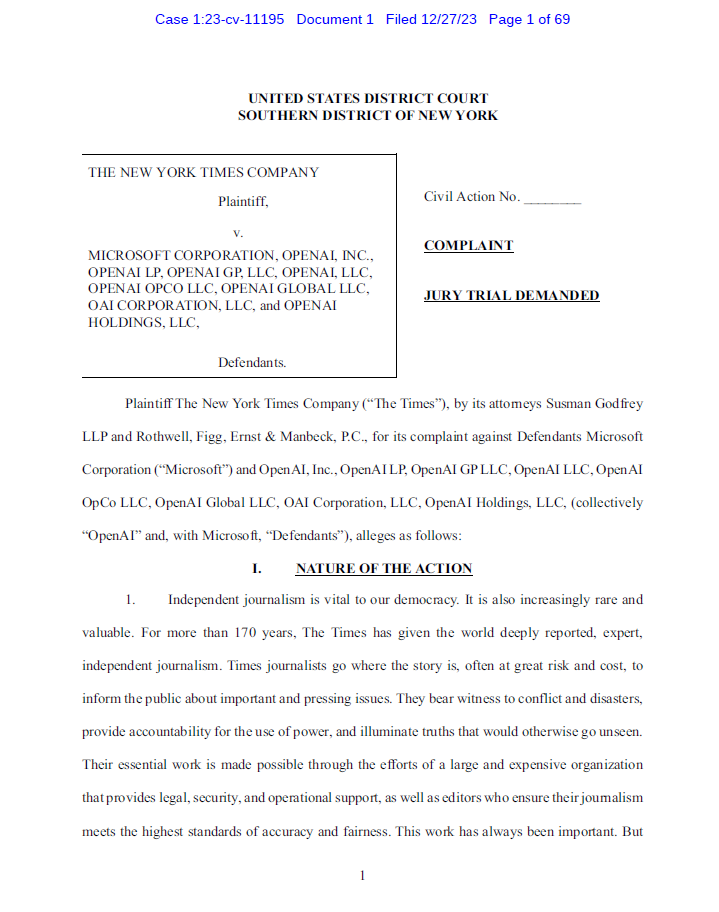 Case 1:23-cv-11195 Document 1 Filed 12/27/23 Page 1 of 69
UNITED STATES DISTRICT COURT
SOUTHERN DISTRICT OF NEW YORK
THE NEW YORK TIMES COMPANY
Plaintiff,
v.
MICROSOFT CORPORATION, OPENAI, INC.,
OPENAI LP, OPENAI GP, LLC, OPENAI, LLC,
OPENAI OPCO LLC, OPENAI GLOBAL LLC,
OAI CORPORATION, LLC, and OPENAI
HOLDINGS, LLC,
Defendants.
Civil Action No. ________
COMPLAINT
JURY TRIAL DEMANDED
Plaintiff The New York Times Company (“The Times”), by its attorneys Susman Godfrey
LLP and Rothwell, Figg, Ernst & Manbeck, P.C., for its complaint against Defendants Microsoft
Corporation (“Microsoft”) and OpenAI, Inc., OpenAI LP, OpenAI GP LLC, OpenAI LLC, OpenAI
OpCo LLC, OpenAI Global LLC, OAI Corporation, LLC, OpenAI Holdings, LLC, (collectively
“OpenAI” and, with Microsoft, “Defendants”), alleges as follows:
I. NATURE OF THE ACTION
1. Independent journalism is vital to our democracy. It is also increasingly rare and
valuable. For more than 170 years, The Times has given the world deeply reported, expert,
independent journalism. Times journalists go where the story is, often at great risk and cost, to
inform the public about important and pressing issues. They bear witness to conflict and disasters,
provide accountability for the use of power, and illuminate truths that would otherwise go unseen.
Their essential work is made possible through the efforts of a large and expensive organization
that provides legal, security, and operational support, as well as editors who ensure their journalism
meets the highest standards of accuracy and fairness. This work has always been important. But
1